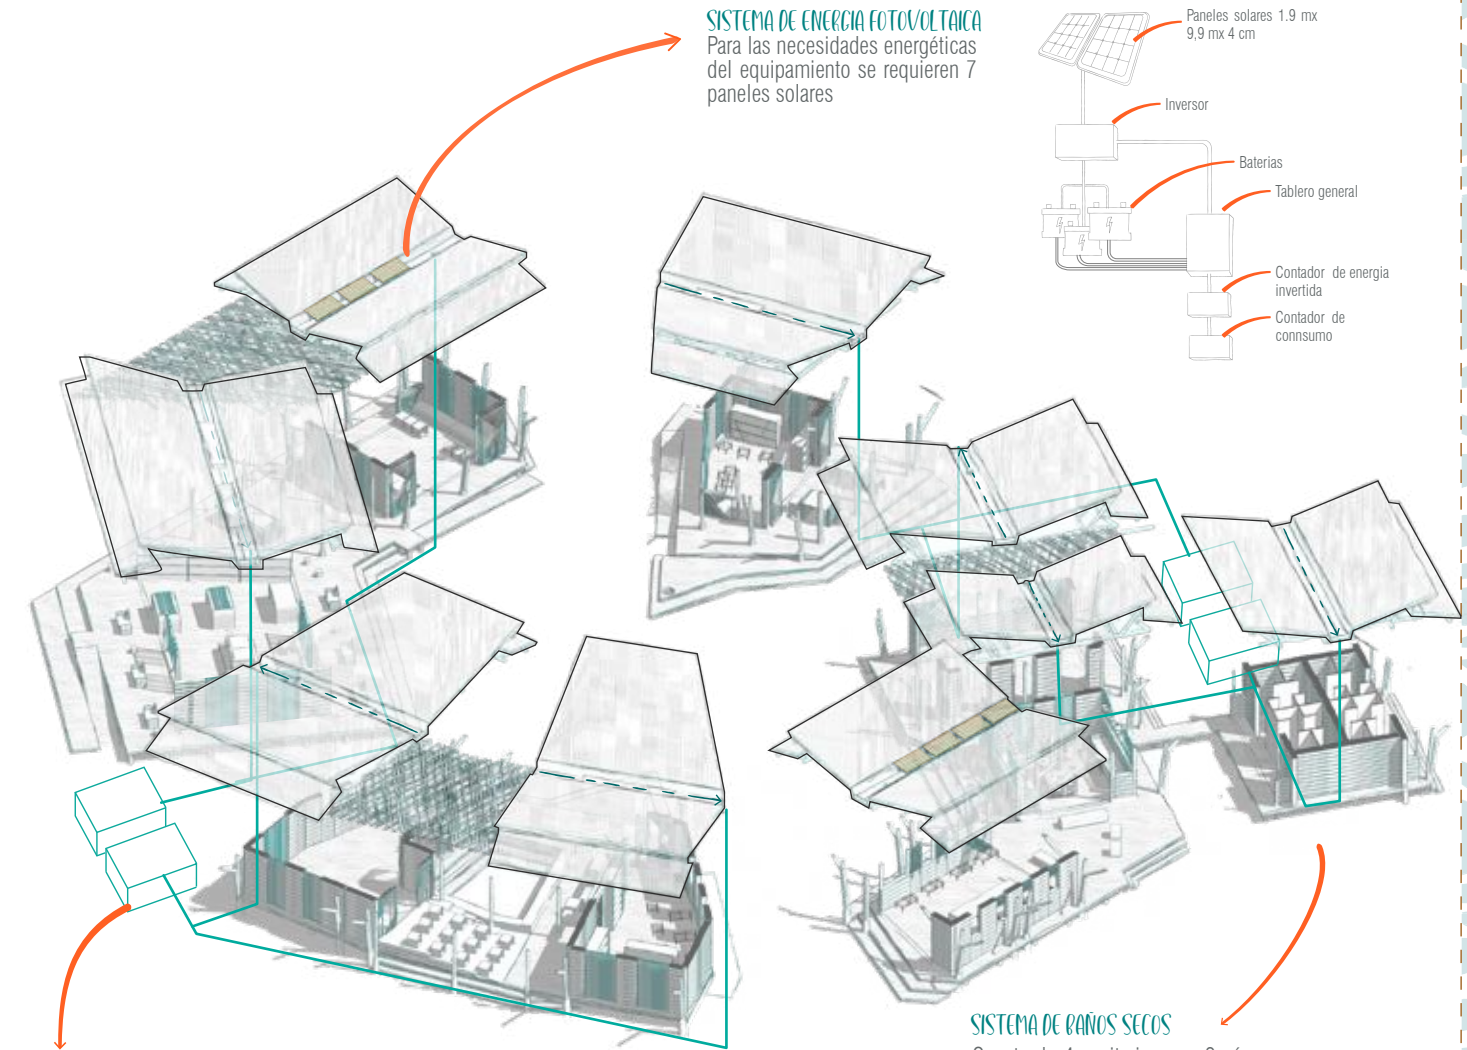 SISTEMA DE ENERGIA FOTOVOLTAICA
Para las necesidades energéticas
del equipamiento se requieren 7
paneles solares
Paneles solares 1.9 mx
9,9 mx 4 cm
Inversor
Baterias
Tablero general
Contador de energia
invertida
Contador de
connsumo
SISTEMA DE BAÑOS SECOS